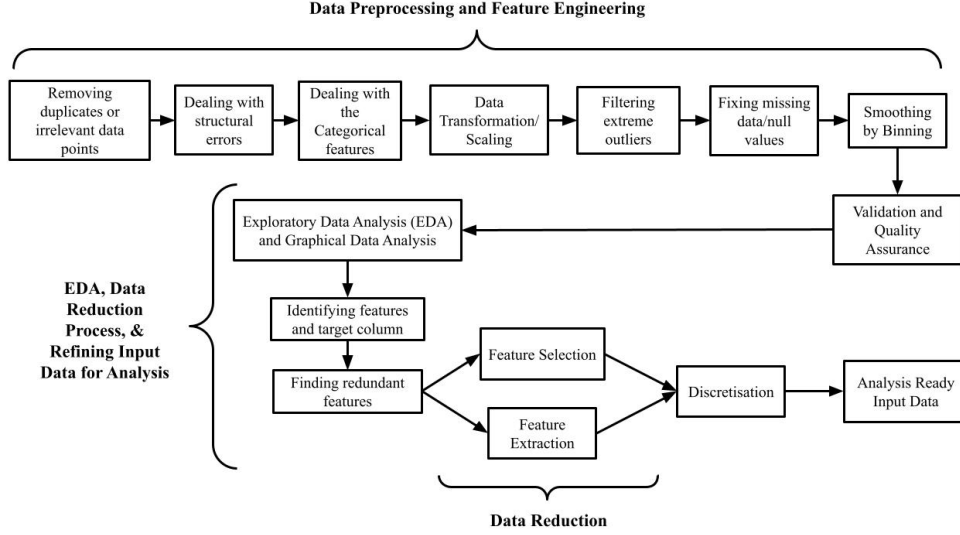 Data Preprocessing and Feature Engineering
Removing
duplicates or
irrelevant data
points
Dealing with
structural
errors
Dealing with
the
Categorical
features
Data
Transformation/
Scaling
Filtering
extreme
outliers
Fixing missing
data/null
values
Smoothing
by Binning
Validation and
Quality
Assurance
Exploratory Data Analysis (EDA)
and Graphical Data Analysis
EDA, Data
Reduction
Process, &
Refining Input
Data for Analysis
Identifying features
and target column
Finding redundant
features
Feature Selection
Feature
Extraction
Discretisation
Analysis Ready
Input Data
Data Reduction